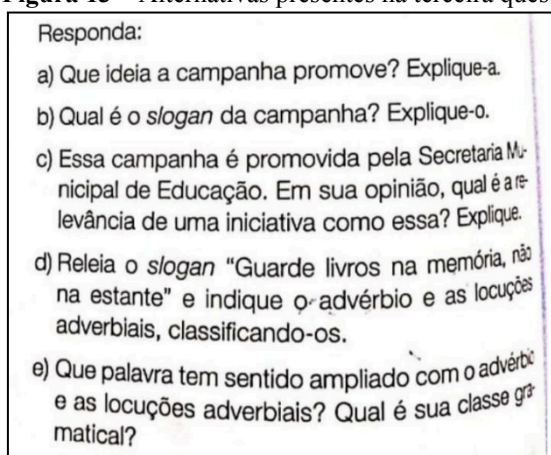 Figura 13 – Alternativas presentes na terceira ques
Responda:
a) Que ideia a campanha promove? Explique-a.
b) Qual é o slogan da campanha? Explique-o.
c) Essa campanha é promovida pela Secretaria Mu-
nicipal de Educação. Em sua opinião, qual é a re-
levância de uma iniciativa como essa? Explique.
d) Releia o slogan “Guarde livros na memória, não
na estante” e indique o advérbio e as locuções
adverbiais, classificando-os.
e) Que palavra tem sentido ampliado com o advérbio
e as locuções adverbiais? Qual é sua classe gra-
matical?